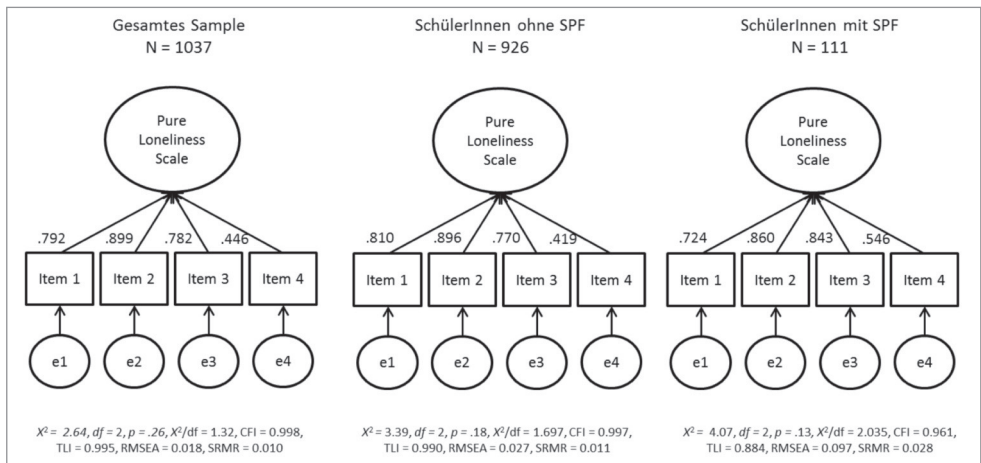 Gesamtes Sample
N = 1037
Pure
Loneliness
Scale
.792 .899 .782 .446
Item 1 Item 2 Item 3 Item 4
e1 e2 e3 e4
X² = 2.64, df = 2, p = .26, X²/df = 1.32, CFI = 0.998,
TLI = 0.995, RMSEA = 0.018, SRMR = 0.010
SchülerInnen ohne SPF
N = 926
Pure
Loneliness
Scale
.810 .896 .770 .419
Item 1 Item 2 Item 3 Item 4
e1 e2 e3 e4
X² = 3.39, df = 2, p = .18, X²/df = 1.697, CFI = 0.997,
TLI = 0.990, RMSEA = 0.027, SRMR = 0.011
SchülerInnen mit SPF
N = 111
Pure
Loneliness
Scale
.724 .860 .843 .546
Item 1 Item 2 Item 3 Item 4
e1 e2 e3 e4
X² = 4.07, df = 2, p = .13, X²/df = 2.035, CFI = 0.961,
TLI = 0.884, RMSEA = 0.097, SRMR = 0.028